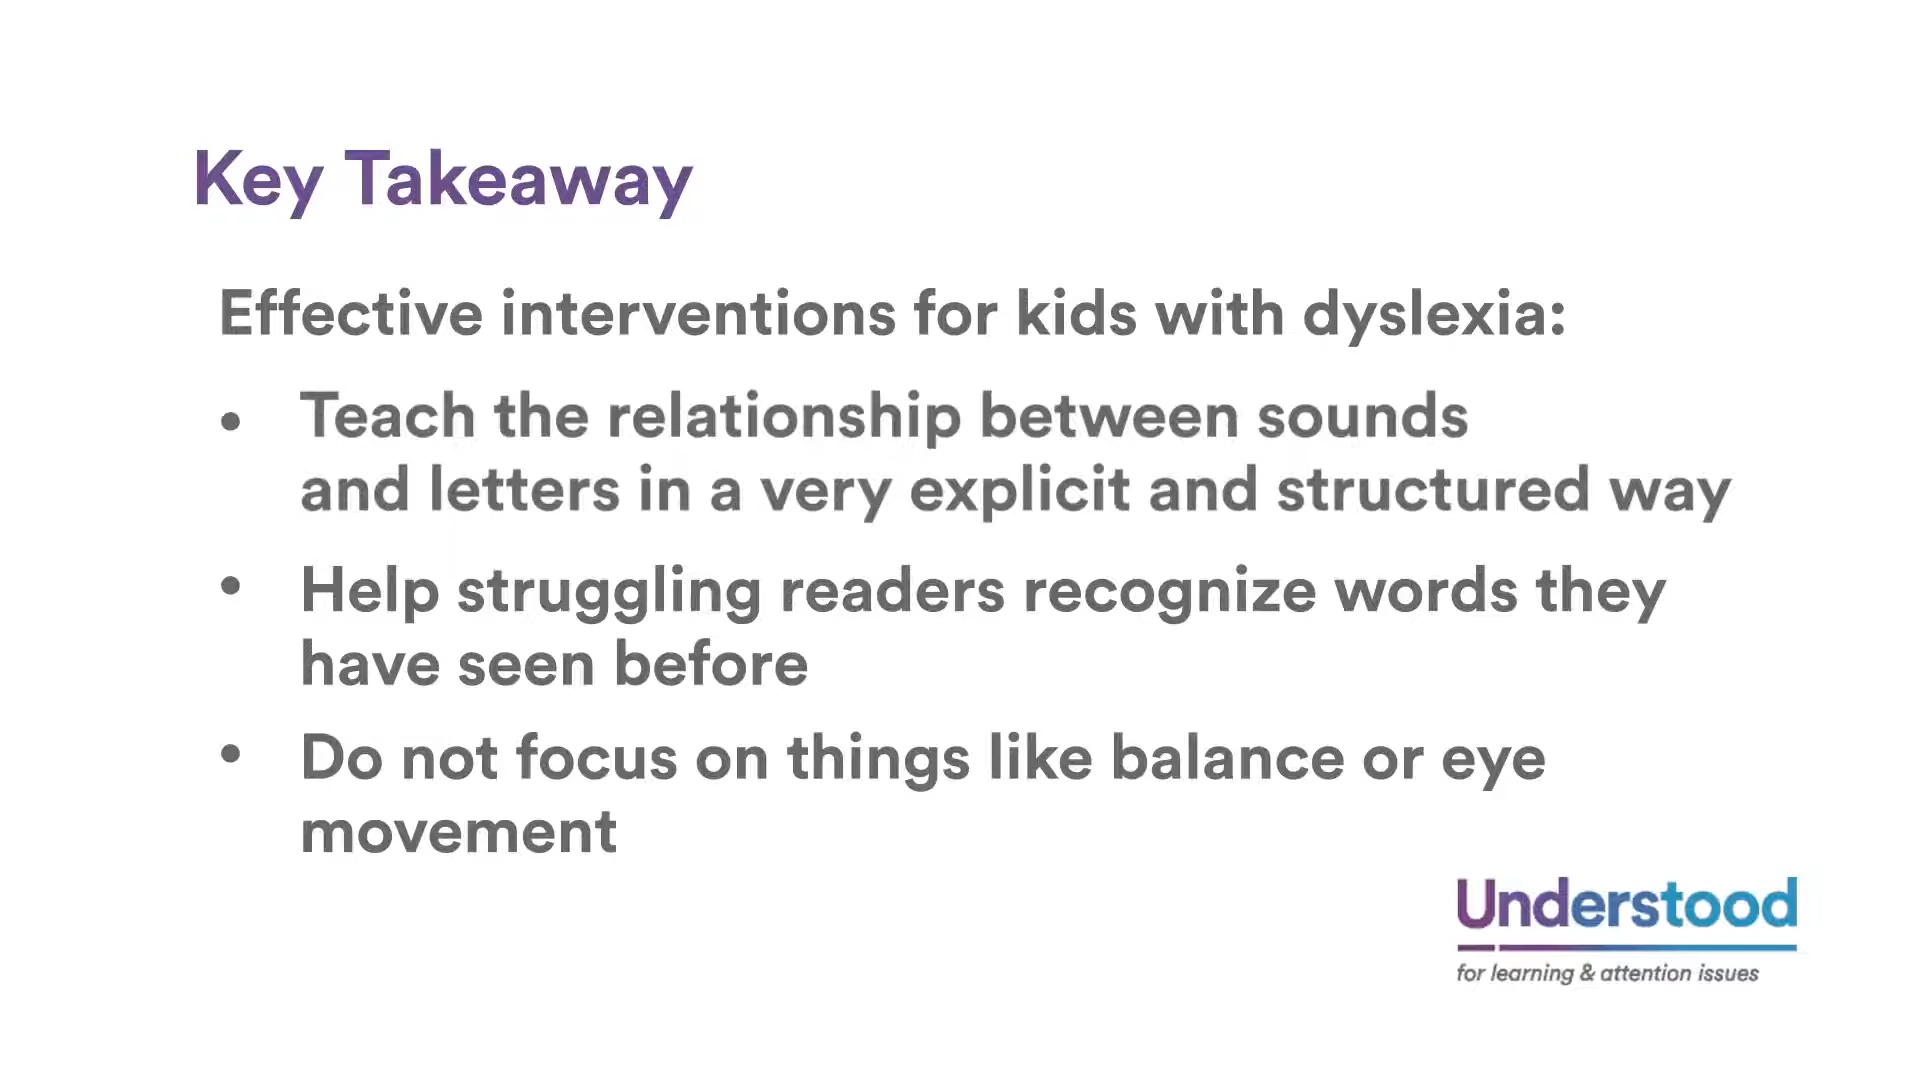 Key Takeaway
Effective interventions for kids with dyslexia:
• Teach the relationship between sounds
and letters in a very explicit and structured way
• Help struggling readers recognize words they
have seen before
• Do not focus on things like balance or eye
movement
Understood
for learning & attention issues